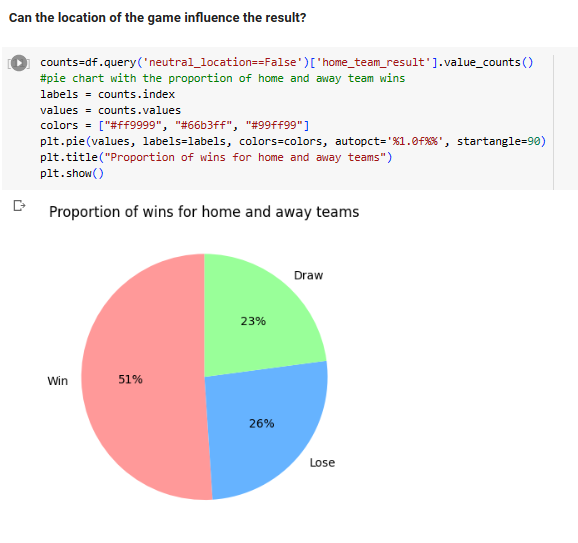 Can the location of the game influence the result?
counts=df.query('neutral_location==False')['home_team_result'].value_counts()
#pie chart with the proportion of home and away team wins
labels = counts.index
values = counts.values
colors = ["#ff9999", "#66b3ff", "#99ff99"]
plt.pie(values, labels=labels, colors=colors, autopct='%1.0f%%', startangle=90)
plt.title("Proportion of wins for home and away teams")
plt.show()
Proportion of wins for home and away teams
Draw
23%
Win
51%
26%
Lose